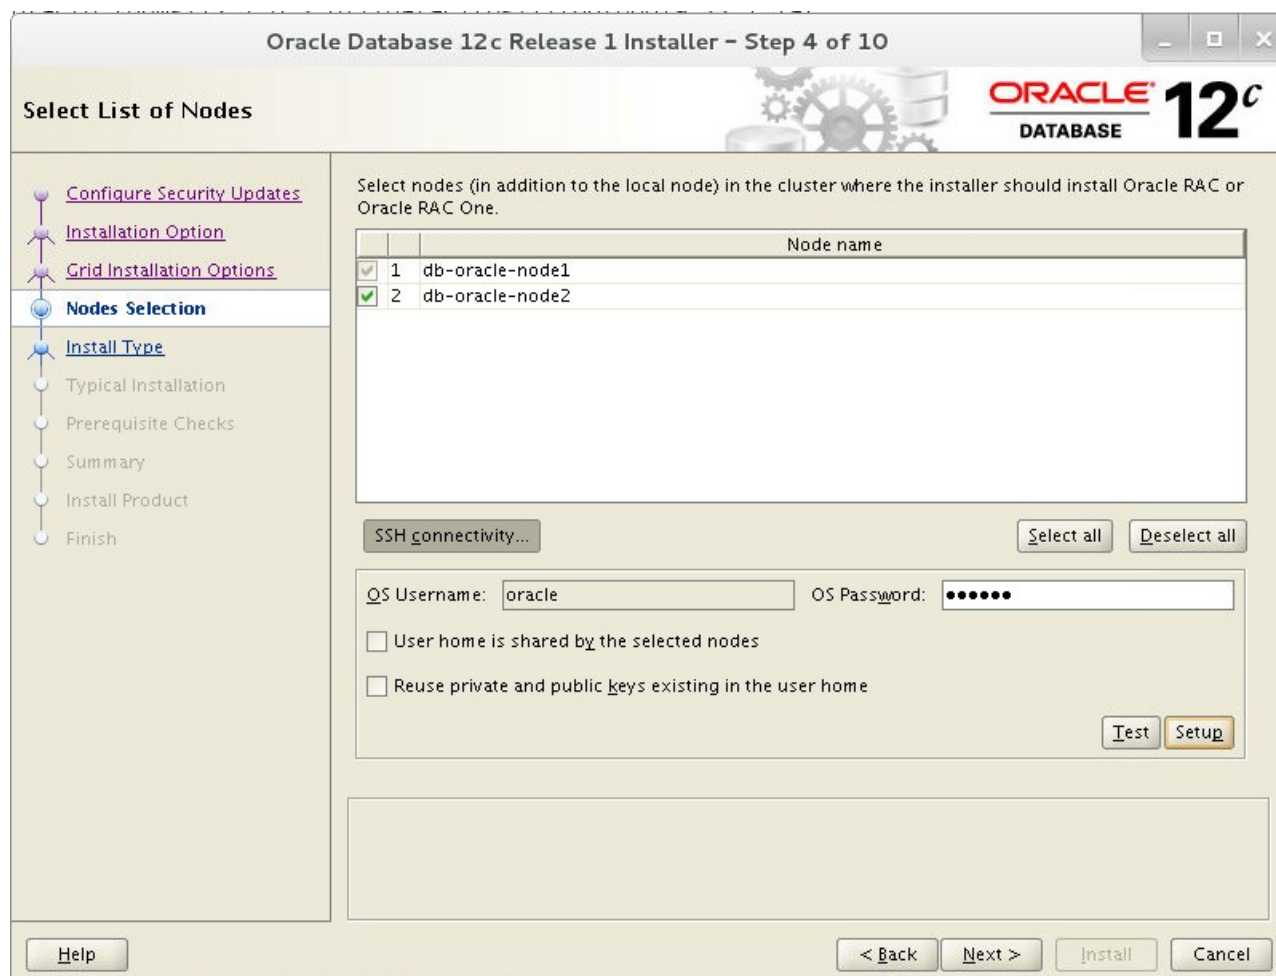 Oracle Database 12c Release 1 Installer – Step 4 of 10
Select List of Nodes
ORACLE DATABASE 12c
Configure Security Updates
Installation Option
Grid Installation Options
Nodes Selection
Install Type
Typical Installation
Prerequisite Checks
Summary
Install Product
Finish
Select nodes (in addition to the local node) in the cluster where the installer should install Oracle RAC or
Oracle RAC One.
Node name
1 db-oracle-node1
2 db-oracle-node2
SSH connectivity... Select all Deselect all
OS Username: oracle OS Password: ••••••
User home is shared by the selected nodes
Reuse private and public keys existing in the user home
Test Setup
Help < Back Next > Install Cancel